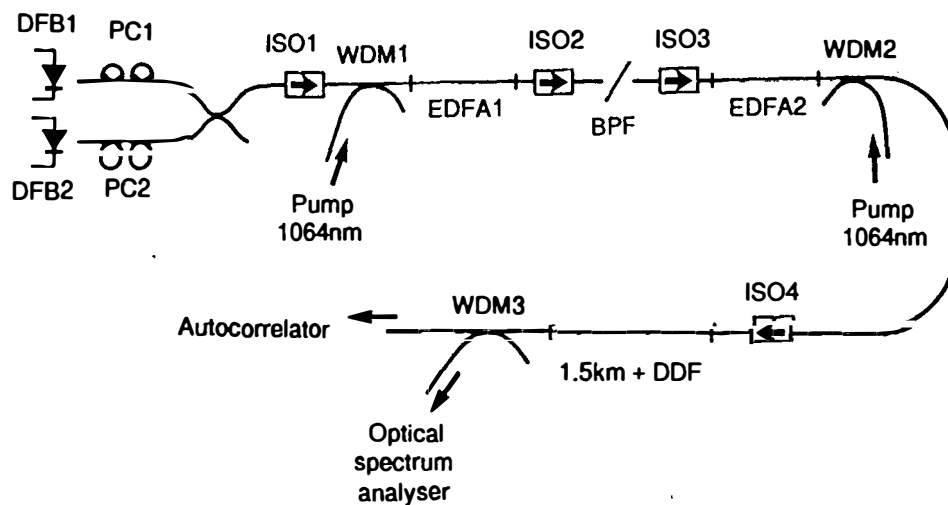 DFB1
PC1
ISO1
WDM1
ISO2
ISO3
WDM2
EDFA1
BPF
EDFA2
DFB2
PC2
Pump
1064nm
Pump
1064nm
WDM3
ISO4
Autocorrelator
1.5km + DDF
Optical
spectrum
analyser